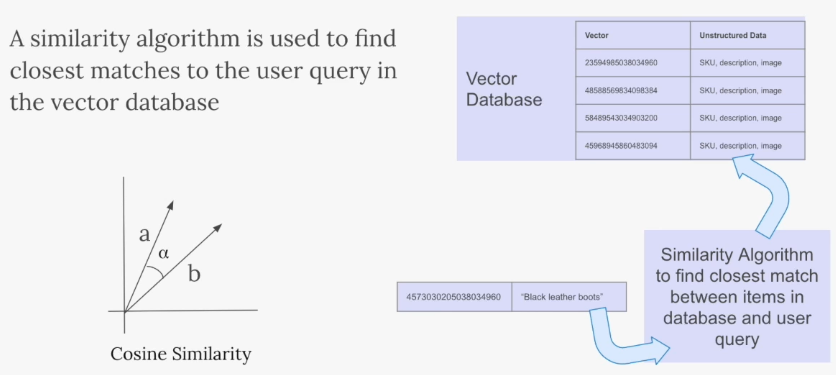 A similarity algorithm is used to find
closest matches to the user query in
the vector database
Vector
Database
Vector Unstructured Data
23594985038034960 SKU, description, image
48588569834098384 SKU, description, image
58489543034903200 SKU, description, image
45968945860483094 SKU, description, image
a
α
b
Cosine Similarity
4573030205038034960 "Black leather boots"
Similarity Algorithm
to find closest match
between items in
database and user
query